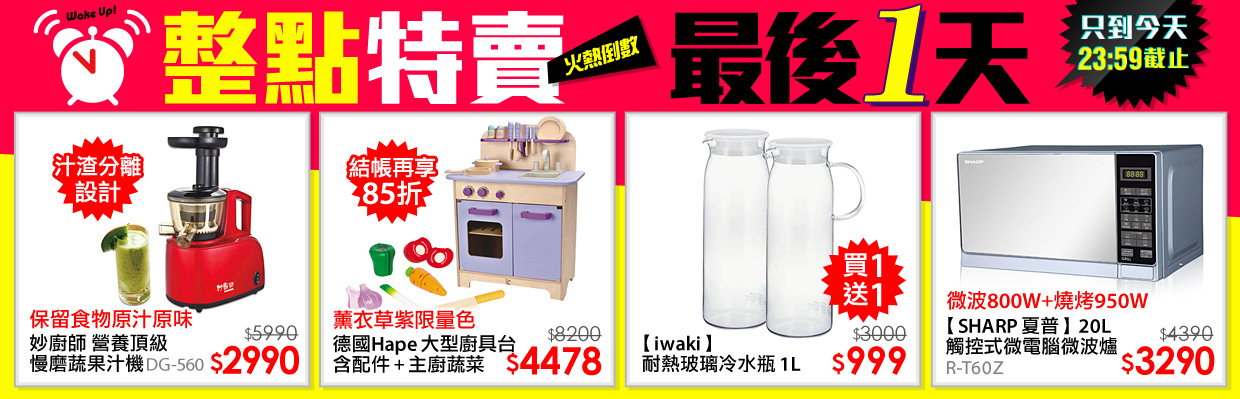 Wake Up!
整點特賣
火熱倒數
最後1天
只到今天
23:59截止
汁渣分離
設計
保留食物原汁原味
妙廚師 營養頂級
慢磨蔬果汁機 DG-560
$5990
$2990
結帳再享
85折
薰衣草紫限量色
德國Hape 大型廚具台
含配件+主廚蔬菜
$8200
$4478
買1
送1
【iwaki】
耐熱玻璃冷水瓶 1L
$3000
$999
SHARP
88:88
GRILL
微波800W+燒烤950W
【SHARP 夏普】20L
觸控式微電腦微波爐
R-T60Z
$4390
$3290